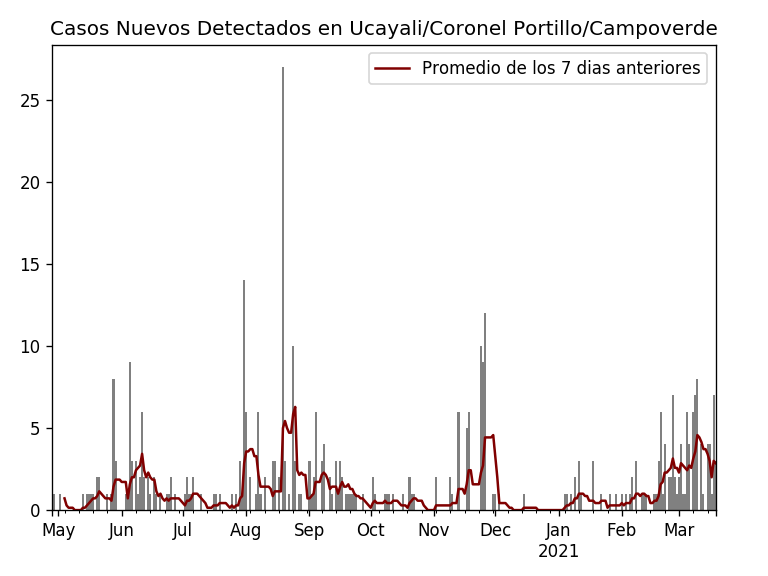 Casos Nuevos Detectados en Ucayali/Coronel Portillo/Campoverde
Promedio de los 7 dias anteriores
25
20
15
10
5
0
May Jun Jul Aug Sep Oct Nov Dec Jan Feb Mar
2021